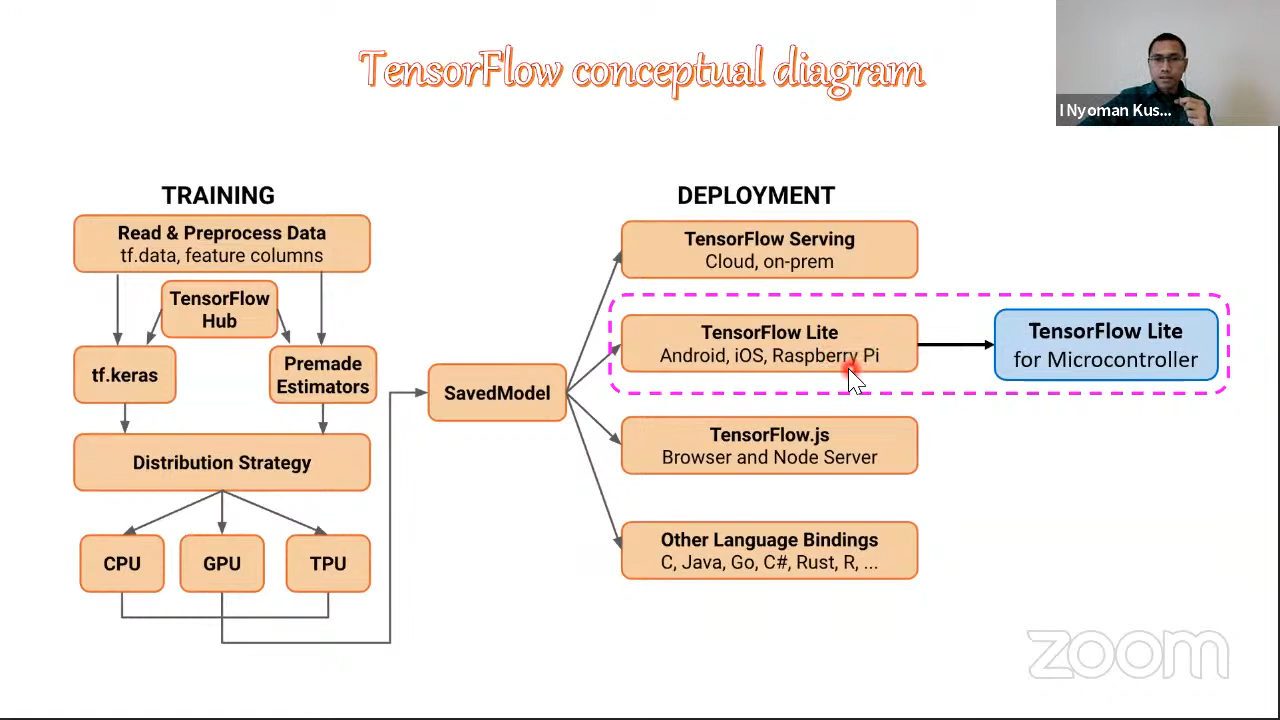 TensorFlow conceptual diagram
I Nyoman Kus...
TRAINING
Read & Preprocess Data
tf.data, feature columns
TensorFlow
Hub
tf.keras
Premade
Estimators
Distribution Strategy
CPU
GPU
TPU
SavedModel
DEPLOYMENT
TensorFlow Serving
Cloud, on-prem
TensorFlow Lite
Android, iOS, Raspberry Pi
TensorFlow Lite
for Microcontroller
TensorFlow.js
Browser and Node Server
Other Language Bindings
C, Java, Go, C#, Rust, R, ...
zoom